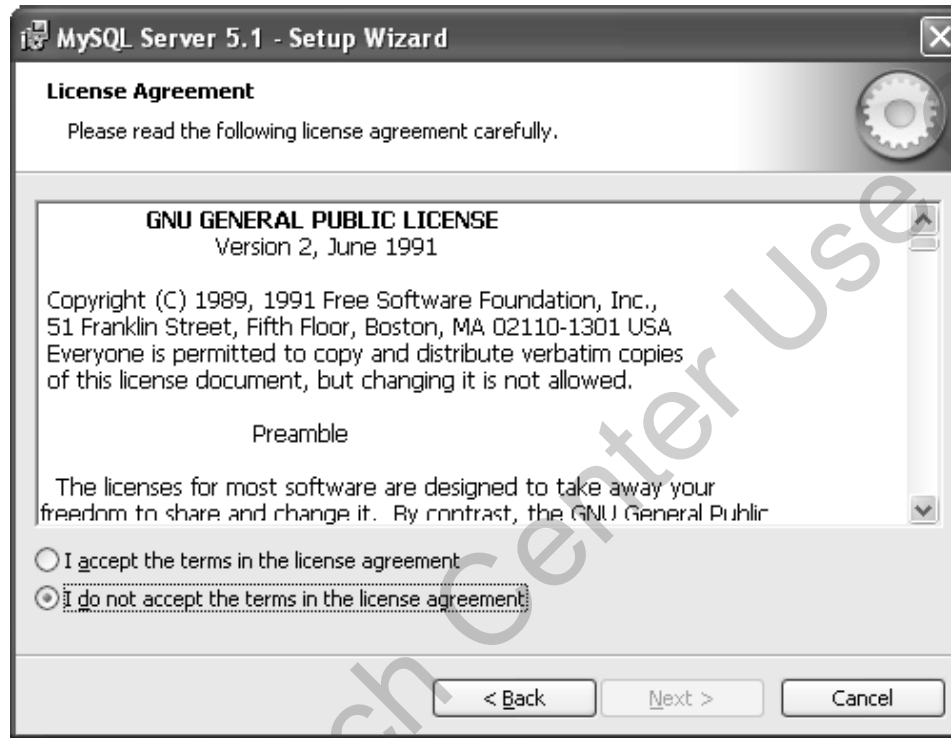 MySQL Server 5.1 - Setup Wizard
License Agreement
Please read the following license agreement carefully.
GNU GENERAL PUBLIC LICENSE
Version 2, June 1991
Copyright (C) 1989, 1991 Free Software Foundation, Inc.,
51 Franklin Street, Fifth Floor, Boston, MA 02110-1301 USA
Everyone is permitted to copy and distribute verbatim copies
of this license document, but changing it is not allowed.
Preamble
The licenses for most software are designed to take away your
freedom to share and change it. By contrast, the GNU General Public
I accept the terms in the license agreement
I do not accept the terms in the license agreement
< Back
Next >
Cancel
ch Center Use